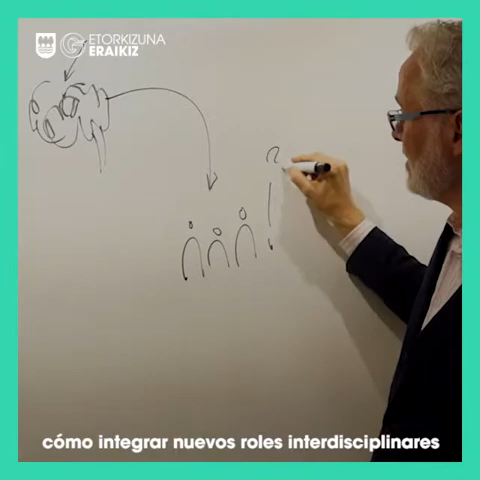 ETORKIZUNA
ERAIKIZ
cómo integrar nuevos roles interdisciplinares